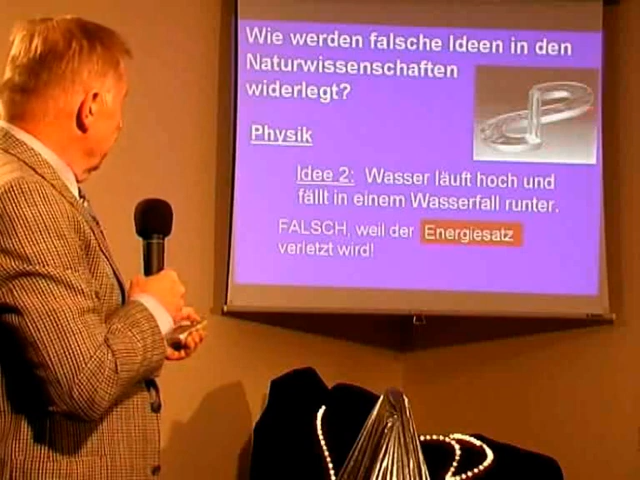 Wie werden falsche Ideen in den
Naturwissenschaften
widerlegt?
Physik
Idee 2: Wasser läuft hoch und
fällt in einem Wasserfall runter.
FALSCH, weil der Energiesatz
verletzt wird!